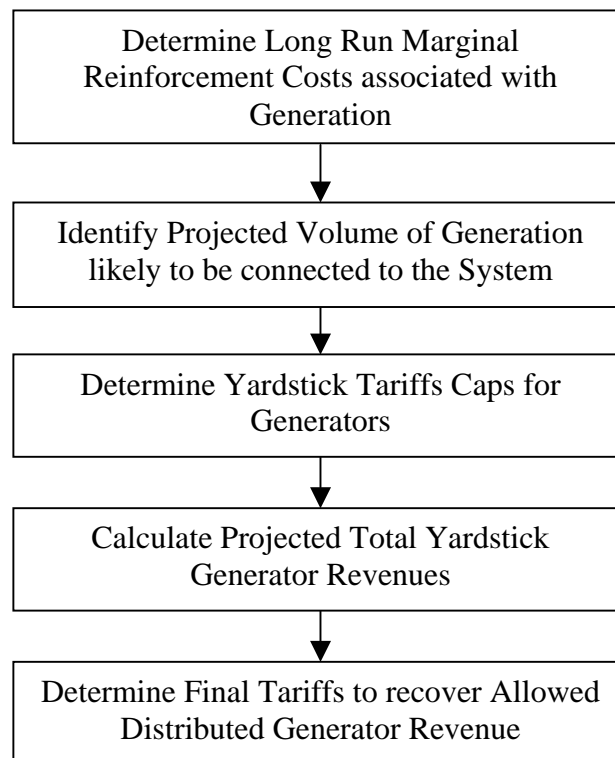 Determine Long Run Marginal
Reinforcement Costs associated with
Generation
Identify Projected Volume of Generation
likely to be connected to the System
Determine Yardstick Tariffs Caps for
Generators
Calculate Projected Total Yardstick
Generator Revenues
Determine Final Tariffs to recover Allowed
Distributed Generator Revenue